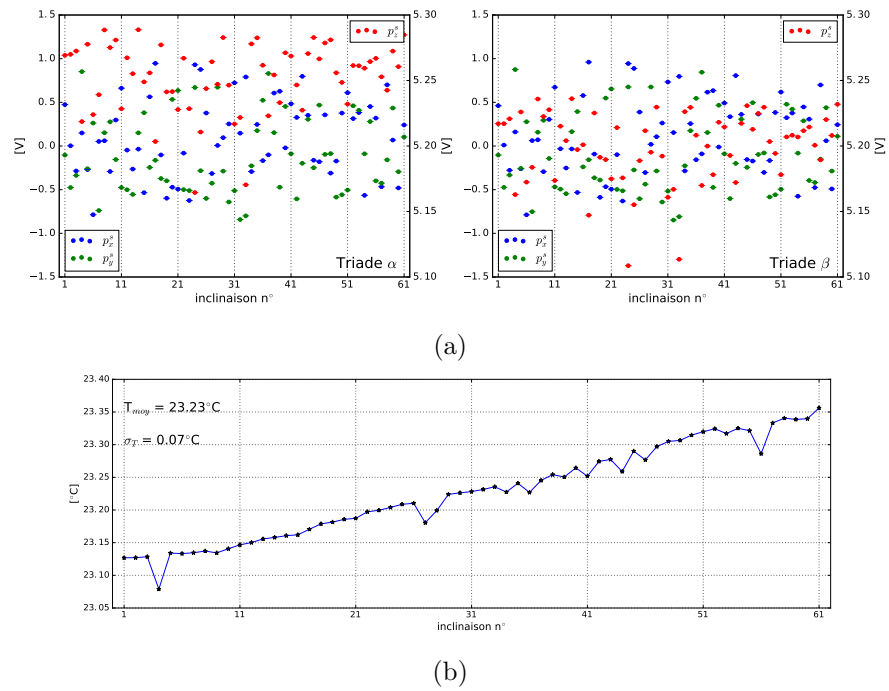 1.5
1.0
0.5
0.0
−0.5
−1.0
−1.5
[V]
5.30
5.25
5.20
5.15
5.10
[V]
p_z^s
p_x^s
p_y^s
Triade α
1 11 21 31 41 51 61
inclinaison n°
1.5
1.0
0.5
0.0
−0.5
−1.0
−1.5
5.30
5.25
5.20
5.15
5.10
[V]
p_z^s
p_x^s
p_y^s
Triade β
1 11 21 31 41 51 61
inclinaison n°
(a)
23.40
23.35
23.30
23.25
23.20
23.15
23.10
23.05
[°C]
T_moy = 23.23°C
σ_T = 0.07°C
1 11 21 31 41 51 61
inclinaison n°
(b)